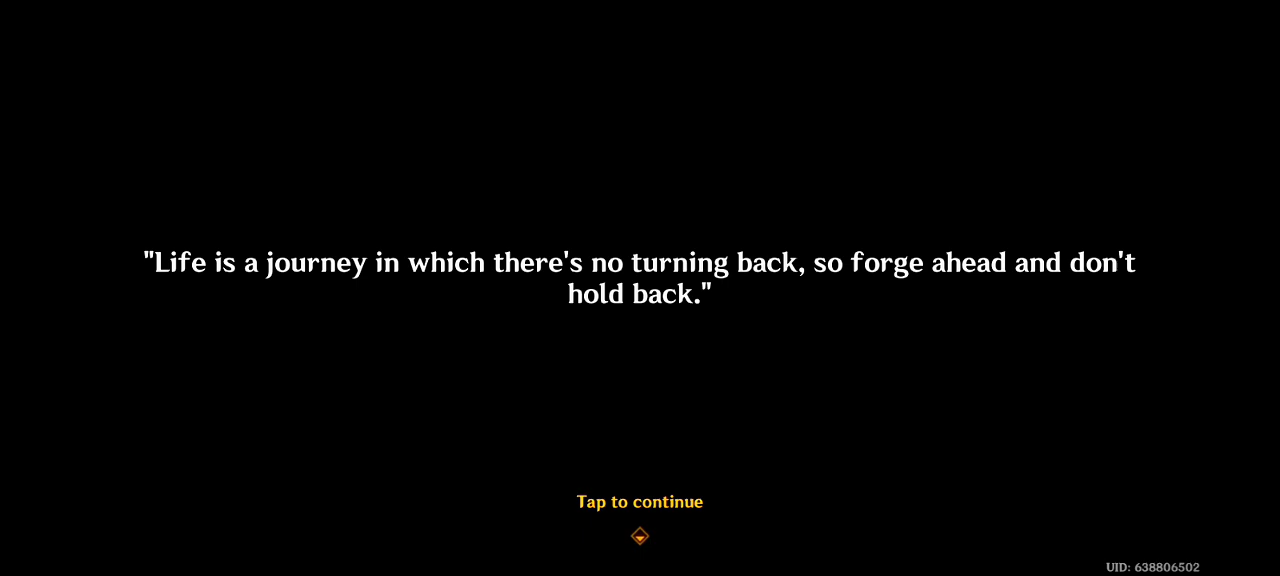 "Life is a journey in which there's no turning back, so forge ahead and don't
hold back."
Tap to continue
UID: 638806502